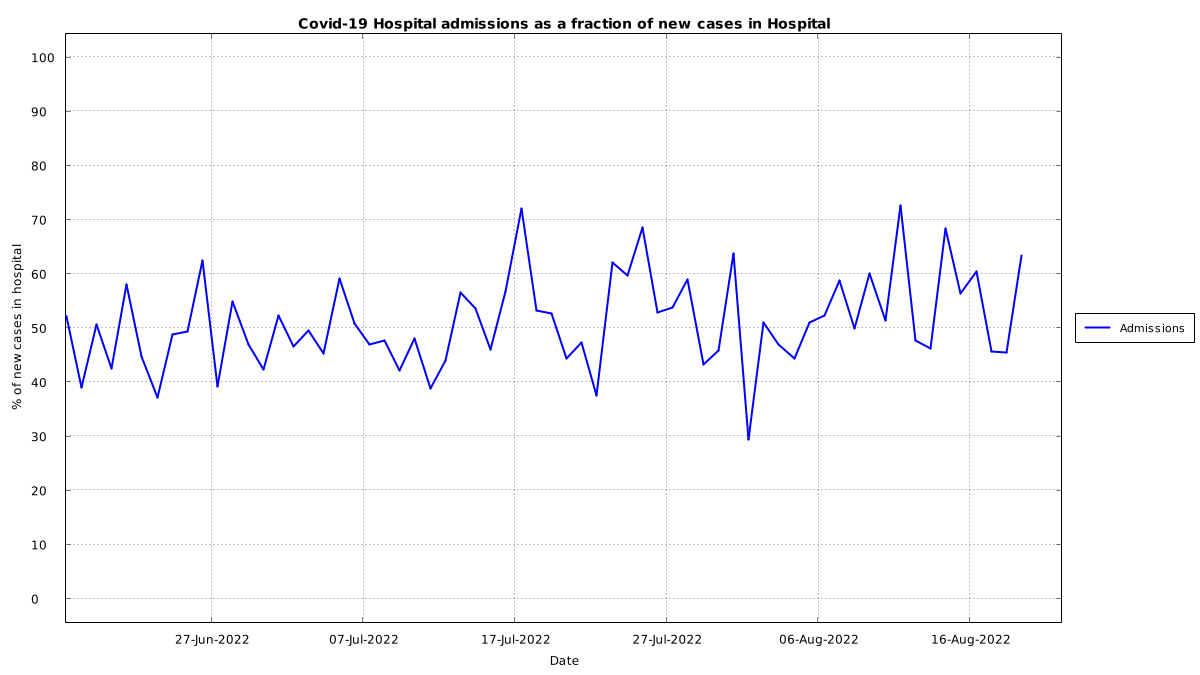 Covid-19 Hospital admissions as a fraction of new cases in Hospital
100
90
80
70
60
50
40
30
20
10
0
% of new cases in hospital
27-Jun-2022
07-Jul-2022
17-Jul-2022
27-Jul-2022
06-Aug-2022
16-Aug-2022
Date
Admissions